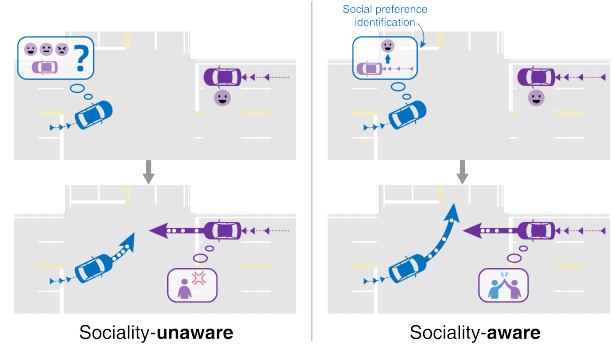 Social preference
identification
?
Sociality-unaware
Sociality-aware